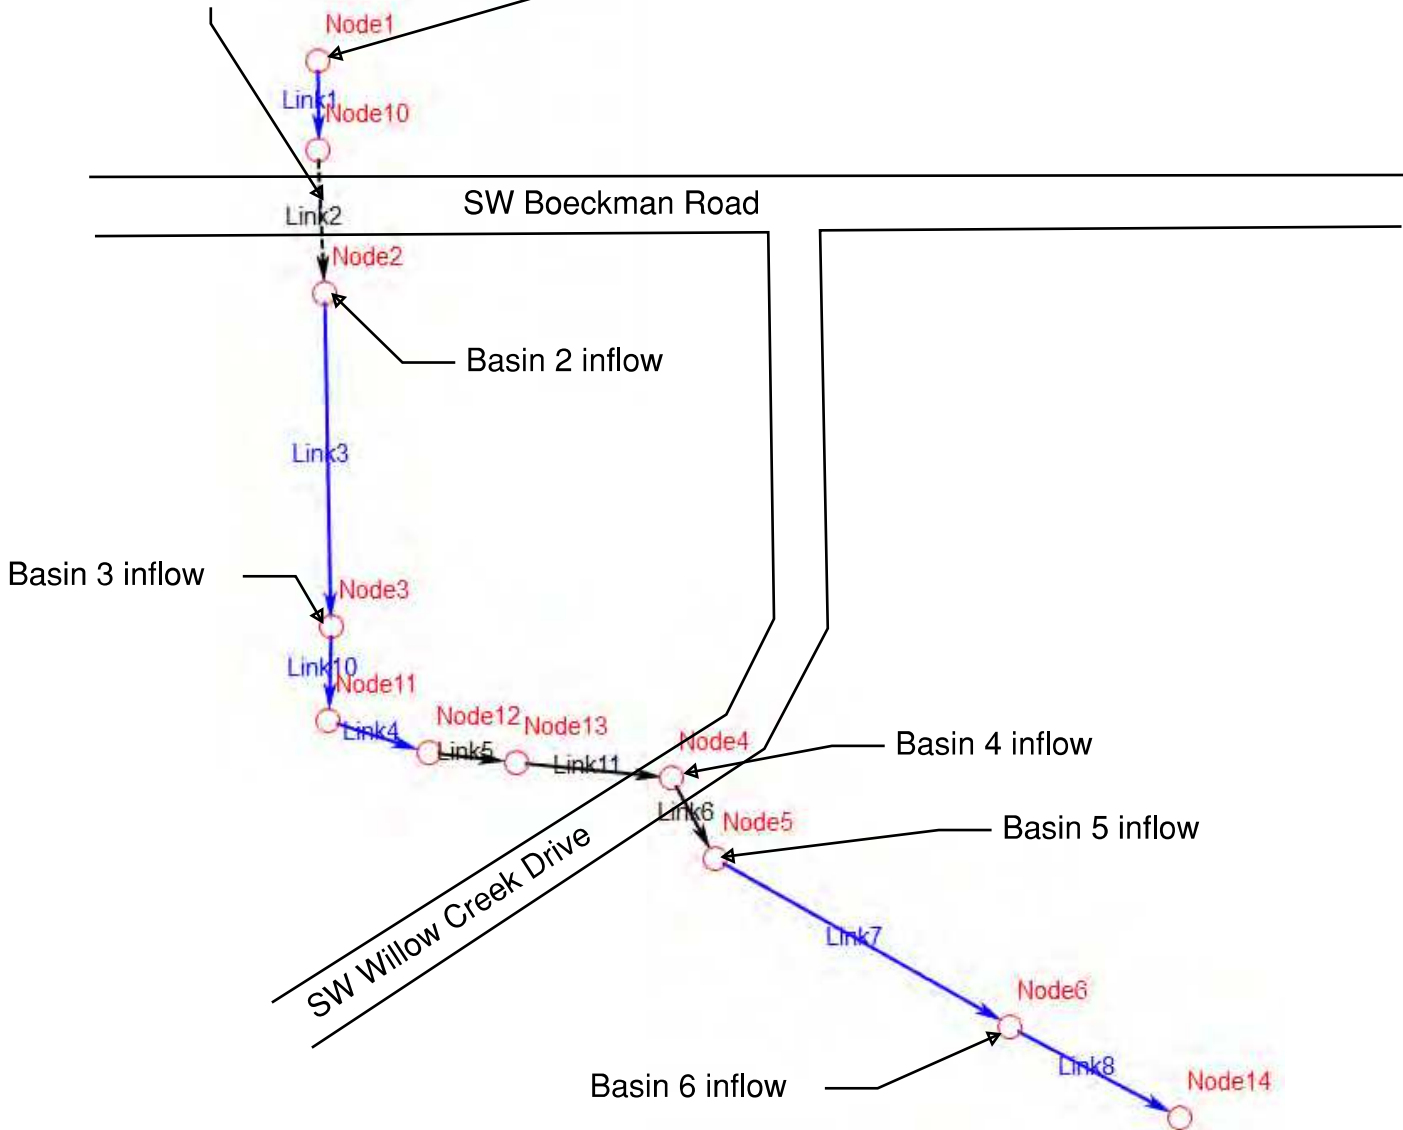 Node1
Link1
Node10
SW Boeckman Road
Link2
Node2
Basin 2 inflow
Link3
Basin 3 inflow
Node3
Link10
Node11
Link4
Node12
Node13
Link5
Link11
Node4
Basin 4 inflow
Link6
Node5
Basin 5 inflow
SW Willow Creek Drive
Link7
Node6
Link8
Basin 6 inflow
Node14